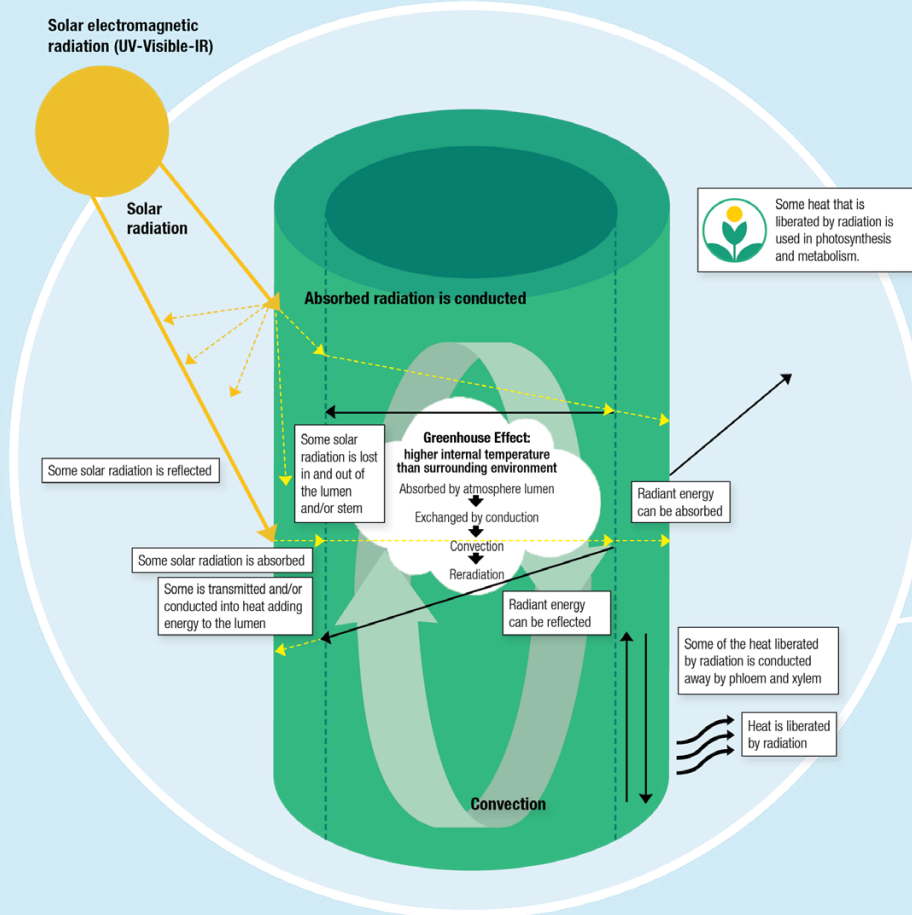 Solar electromagnetic
radiation (UV-Visible-IR)
Solar
radiation
Some heat that is
liberated by radiation is
used in photosynthesis
and metabolism.
Absorbed radiation is conducted
Some solar radiation is reflected
Some solar
radiation is lost
in and out of
the lumen
and/or stem
Greenhouse Effect:
higher internal temperature
than surrounding environment
Absorbed by atmosphere lumen
Exchanged by conduction
Convection
Reradiation
Radiant energy
can be absorbed
Some solar radiation is absorbed
Some is transmitted and/or
conducted into heat adding
energy to the lumen
Radiant energy
can be reflected
Some of the heat liberated
by radiation is conducted
away by phloem and xylem
Heat is liberated
by radiation
Convection